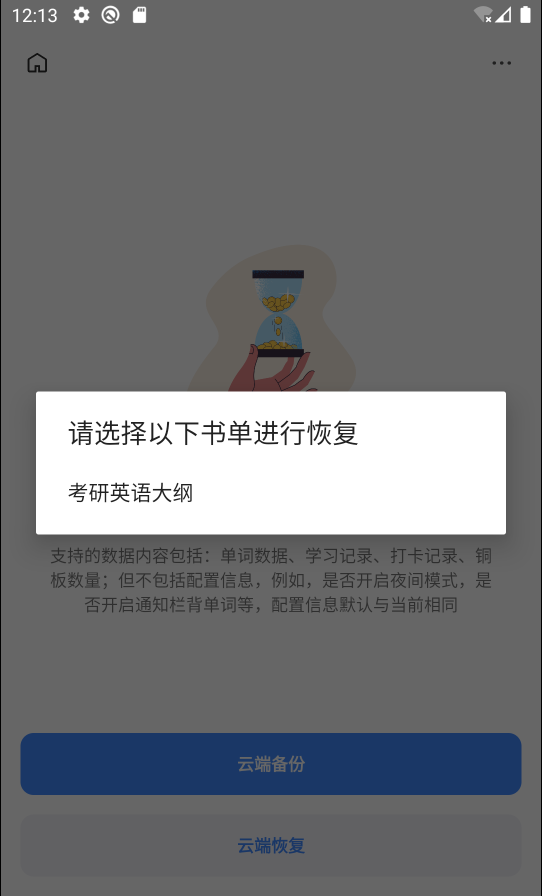 12:13
请选择以下书单进行恢复
考研英语大纲
支持的数据内容包括：单词数据、学习记录、打卡记录、铜
板数量；但不包括配置信息，例如，是否开启夜间模式，是
否开启通知栏背单词等，配置信息默认与当前相同
云端备份
云端恢复